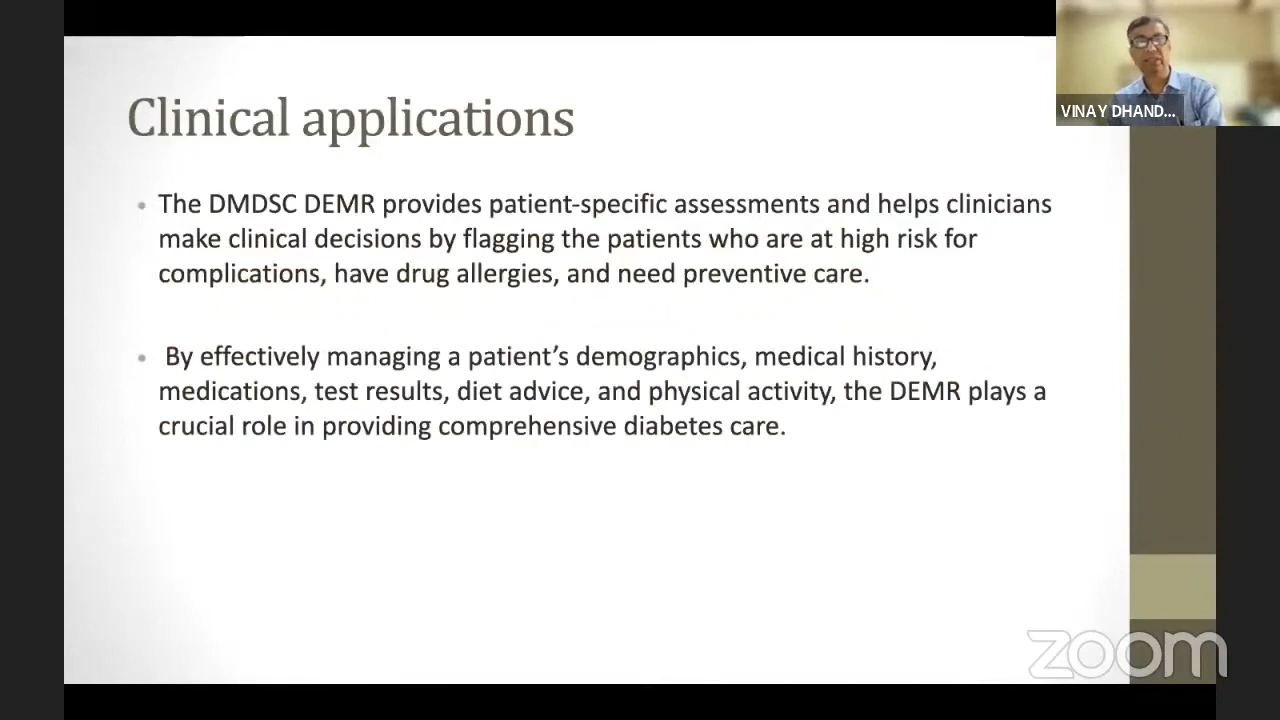 Clinical applications
VINAY DHAND...
• The DMDSC DEMR provides patient-specific assessments and helps clinicians
make clinical decisions by flagging the patients who are at high risk for
complications, have drug allergies, and need preventive care.
• By effectively managing a patient’s demographics, medical history,
medications, test results, diet advice, and physical activity, the DEMR plays a
crucial role in providing comprehensive diabetes care.
zoom